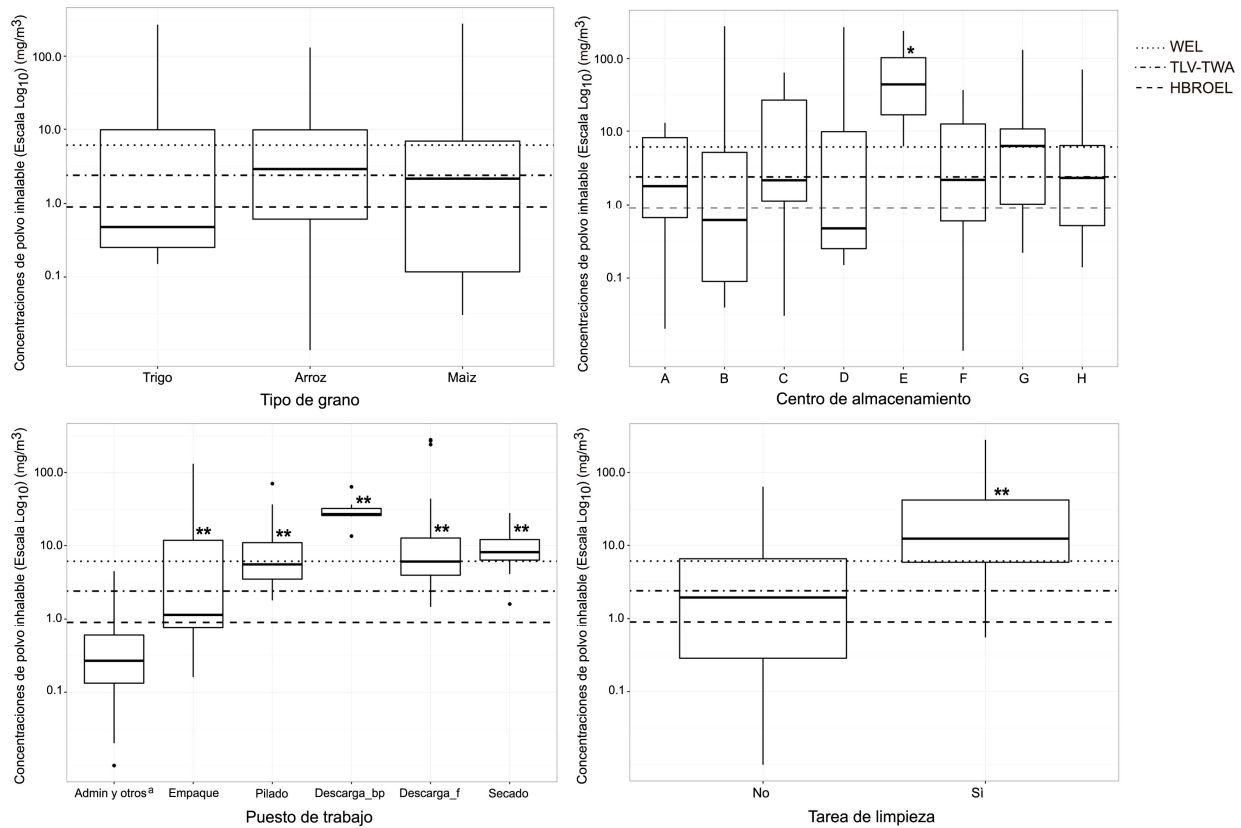 Concentraciones de polvo inhalable (Escala Log10) (mg/m3)
100.0
10.0
1.0
0.1
Trigo Arroz Maìz
Tipo de grano
Concentraciones de polvo inhalable (Escala Log10) (mg/m3)
100.0
10.0
1.0
0.1
*
A B C D E F G H
Centro de almacenamiento
WEL
TLV-TWA
HBROEL
Concentraciones de polvo inhalable (Escala Log10) (mg/m3)
100.0
10.0
1.0
0.1
** ** ** ** **
Admin y otros a Empaque Pilado Descarga_bp Descarga_f Secado
Puesto de trabajo
Concentraciones de polvo inhalable (Escala Log10) (mg/m3)
100.0
10.0
1.0
0.1
**
No Sì
Tarea de limpieza